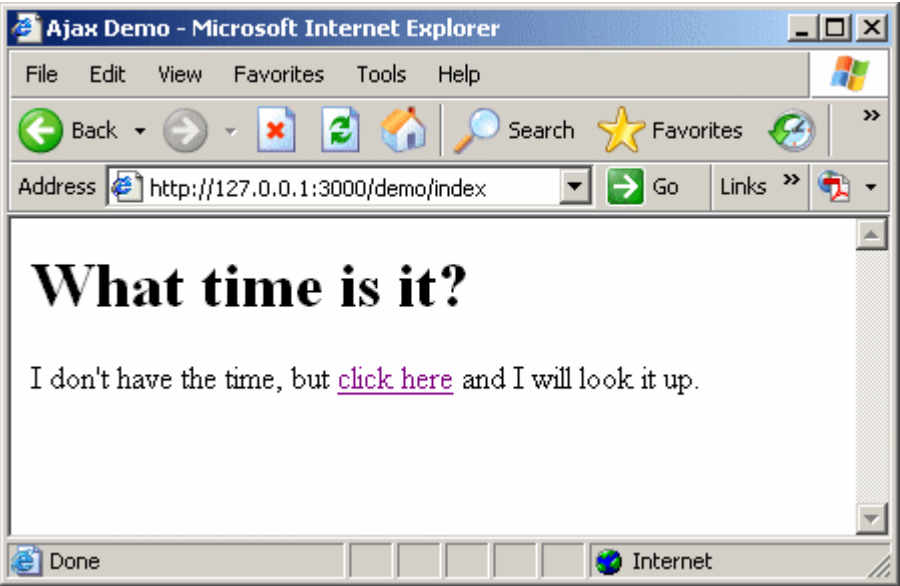 Ajax Demo - Microsoft Internet Explorer
File Edit View Favorites Tools Help
Back Search Favorites »
Address http://127.0.0.1:3000/demo/index Go Links »
What time is it?
I don't have the time, but click here and I will look it up.
Done Internet